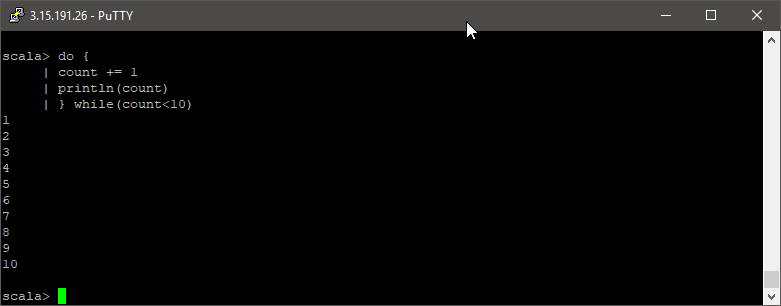 3.15.191.26 - PuTTY
scala> do {
     | count += 1
     | println(count)
     | } while(count<10)
1
2
3
4
5
6
7
8
9
10
scala>